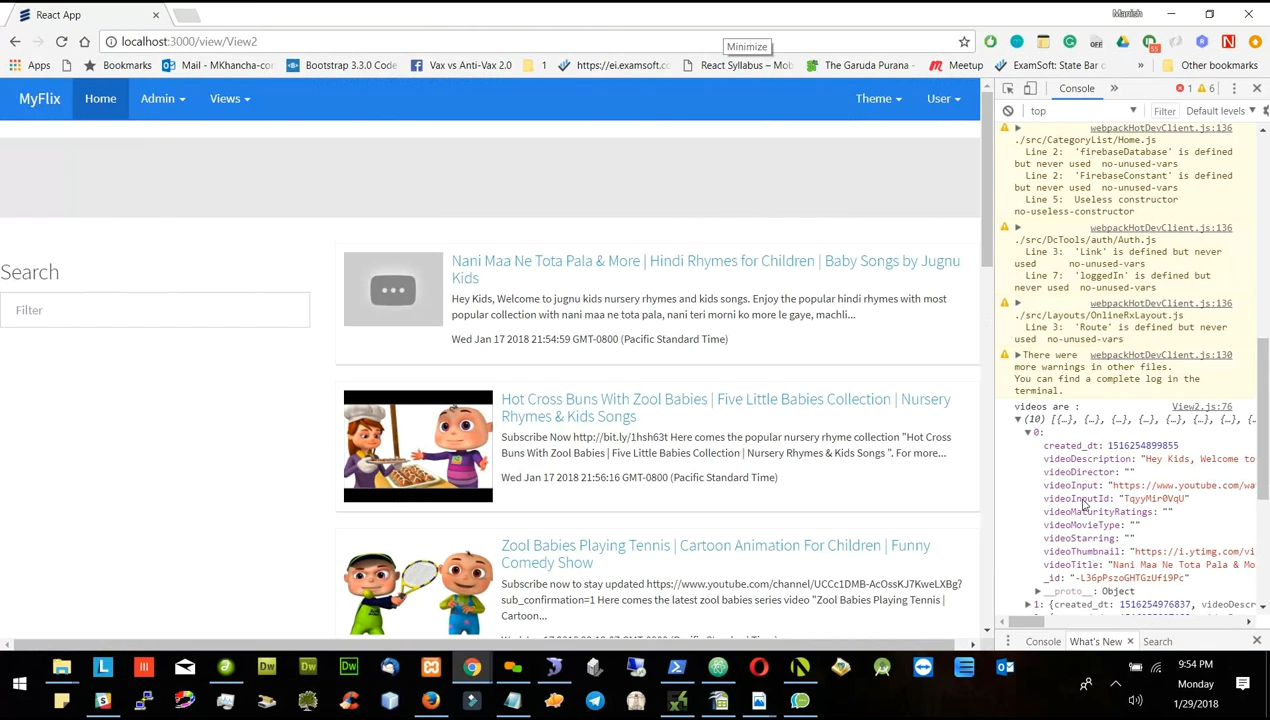 React App
Manish
localhost:3000/view/View2
Minimize
Apps
Bookmarks
Mail - MKhancha-con
Bootstrap 3.3.0 Code
Vax vs Anti-Vax 2.0
1
https://ei.examsoft.co
React Syllabus – Mob
The Garuda Purana -
Meetup
ExamSoft: State Bar o
»
Other bookmarks
MyFlix
Home
Admin
Views
Theme
User
Search
Filter
Nani Maa Ne Tota Pala & More | Hindi Rhymes for Children | Baby Songs by Jugnu
Kids
Hey Kids, Welcome to jugnu kids nursery rhymes and kids songs. Enjoy the popular hindi rhymes with most
popular collection with nani maa ne tota pala, nani teri morni ko more le gaye, machli...
Wed Jan 17 2018 21:54:59 GMT-0800 (Pacific Standard Time)
Hot Cross Buns With Zool Babies | Five Little Babies Collection | Nursery
Rhymes & Kids Songs
Subscribe Now http://bit.ly/1hsh63t Here comes the popular nursery rhyme collection "Hot Cross
Buns With Zool Babies | Five Little Babies Collection | Nursery Rhymes & Kids Songs ". For more...
Wed Jan 17 2018 21:56:16 GMT-0800 (Pacific Standard Time)
Zool Babies Playing Tennis | Cartoon Animation For Children | Funny
Comedy Show
Subscribe now to stay updated https://www.youtube.com/channel/UCCc1DMB-AcOssKJ7KweLXBg?
sub_confirmation=1 Here comes the latest zool babies series video "Zool Babies Playing Tennis |
Cartoon...
Console
»
1
6
top
Filter
Default levels
webpackHotDevClient.js:136
./src/CategoryList/Home.js
Line 2: 'firebaseDatabase' is defined
but never used no-unused-vars
Line 2: 'FirebaseConstant' is defined
but never used no-unused-vars
Line 5: Useless constructor
no-useless-constructor
webpackHotDevClient.js:136
./src/DcTools/auth/Auth.js
Line 3: 'Link' is defined but never
used no-unused-vars
Line 7: 'loggedIn' is defined but
never used no-unused-vars
webpackHotDevClient.js:136
./src/Layouts/OnlineRxLayout.js
Line 3: 'Route' is defined but never
used no-unused-vars
There were webpackHotDevClient.js:130
more warnings in other files.
You can find a complete log in the
terminal.
videos are : View2.js:76
(10) [{…}, {…}, {…}, {…}, {…}, {…}, {…},
0:
created_dt: 1516254899855
videoDescription: "Hey Kids, Welcome to
videoDirector: ""
videoInput: "https://www.youtube.com/wa
videoInputId: "TqyyMir0VqU"
videoMaturityRatings: ""
videoMovieType: ""
videoStarring: ""
videoThumbnail: "https://i.ytimg.com/vi
videoTitle: "Nani Maa Ne Tota Pala & Mo
_id: "-L36pPszoGHTGzUfi9Pc"
__proto__: Object
1: {created_dt: 1516254976837, videoDescr
Console
What's New
Search
9:54 PM
Monday
1/29/2018